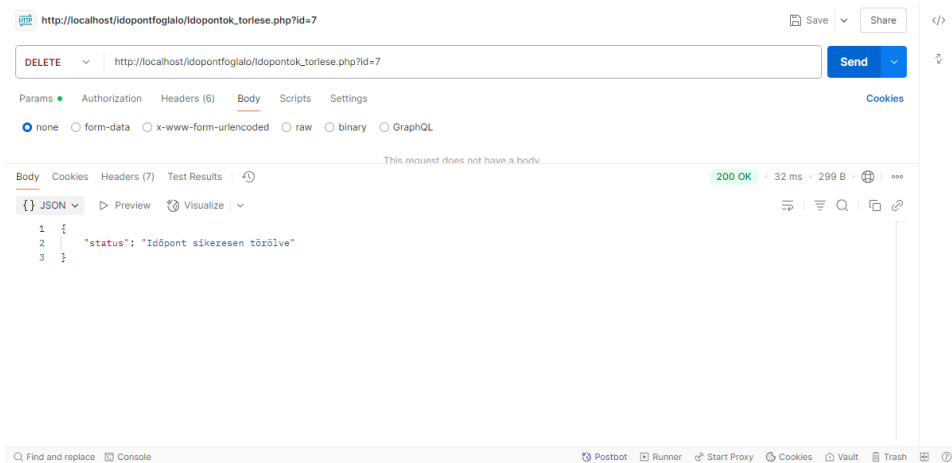 HTTP http://localhost/idopontfoglalo/Idopontok_torlese.php?id=7 Save Share
DELETE http://localhost/idopontfoglalo/Idopontok_torlese.php?id=7 Send
Params Authorization Headers (6) Body Scripts Settings Cookies
none form-data x-www-form-urlencoded raw binary GraphQL
This request does not have a body
Body Cookies Headers (7) Test Results 200 OK 32 ms 299 B
{} JSON Preview Visualize
1 {
2 "status": "Időpont sikeresen törölve"
3 }
Find and replace Console Postbot Runner Start Proxy Cookies Vault Trash